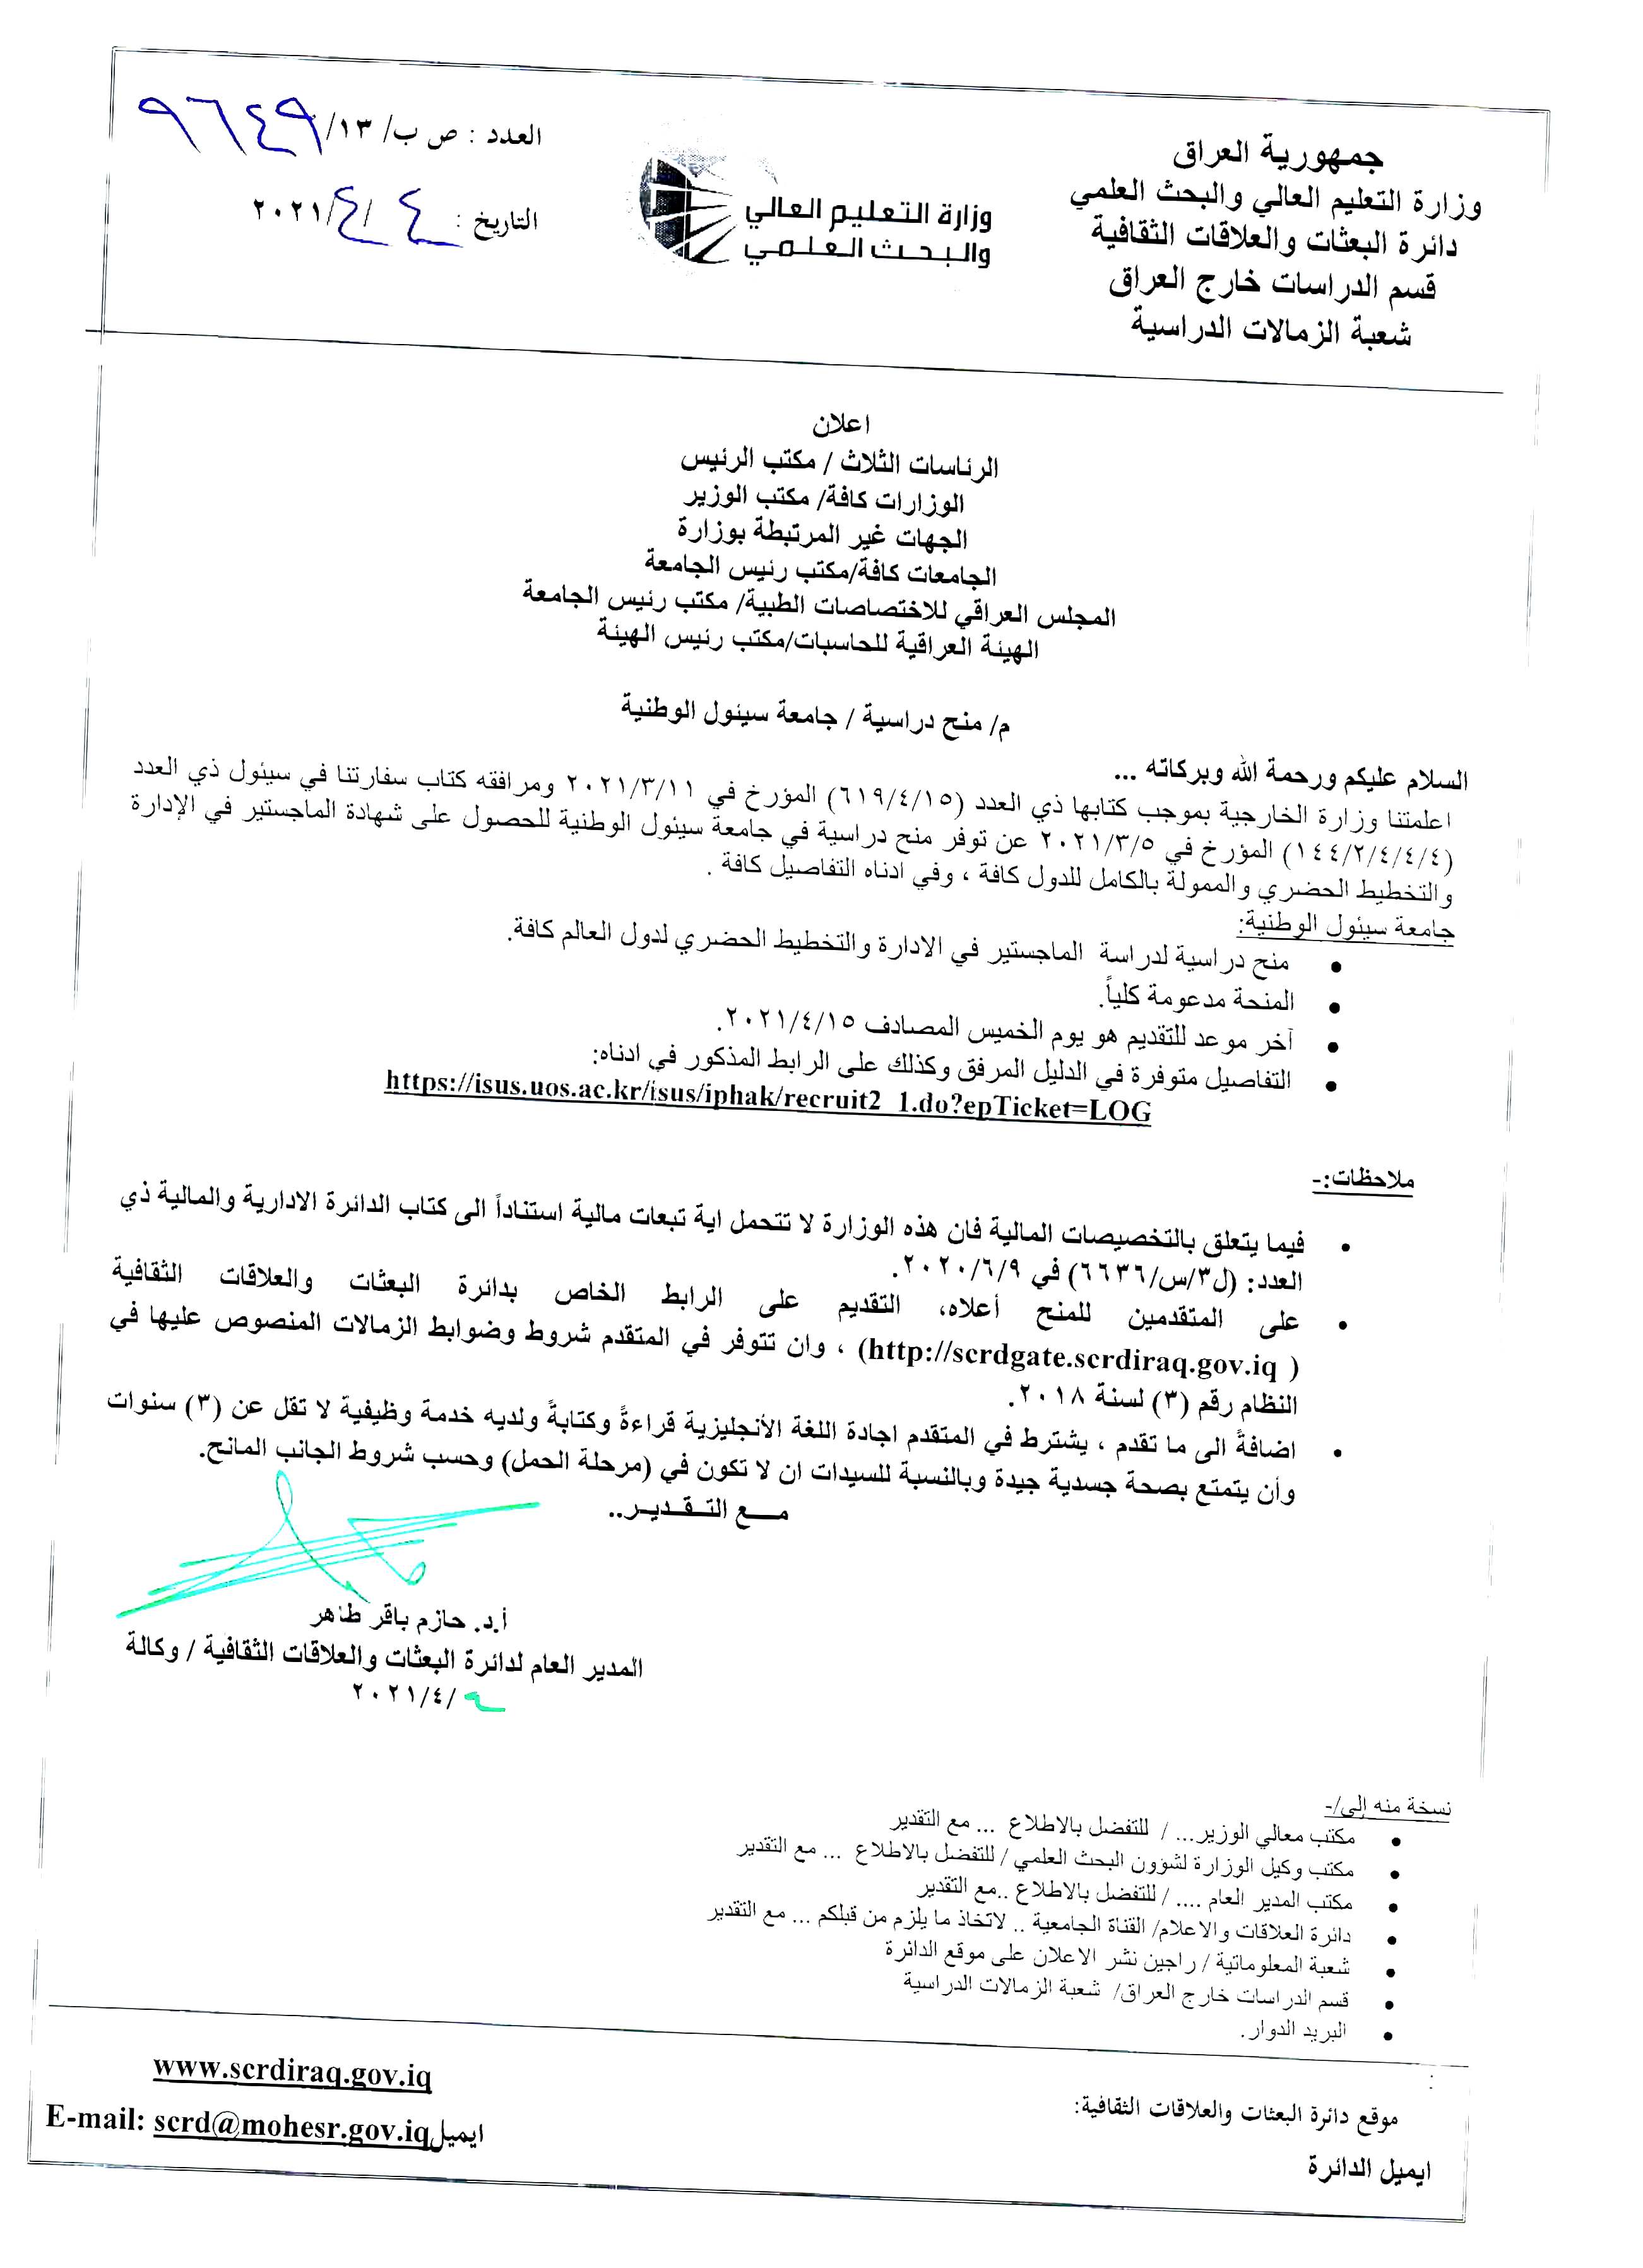 جمهورية العراق
وزارة التعليم العالي والبحث العلمي
دائرة البعثات والعلاقات الثقافية
قسم الدراسات خارج العراق
شعبة الزمالات الدراسية
وزارة التعليم العالي
والبحث العلمي
العدد : ص ب/ ١٣/ ٩٦٤٩
التاريخ : ٤ /٤ /٢٠٢١
اعلان
الرئاسات الثلاث / مكتب الرئيس
الوزارات كافة/ مكتب الوزير
الجهات غير المرتبطة بوزارة
الجامعات كافة/مكتب رئيس الجامعة
المجلس العراقي للاختصاصات الطبية/ مكتب رئيس الجامعة
الهيئة العراقية للحاسبات/مكتب رئيس الهيئة
م/ منح دراسية / جامعة سيئول الوطنية
السلام عليكم ورحمة الله وبركاته ...
اعلمتنا وزارة الخارجية بموجب كتابها ذي العدد (٦١٩/٤/١٥) المؤرخ في ٢٠٢١/٣/١١ ومرافقه كتاب سفارتنا في سيئول ذي العدد
(١٤٤/٢/٤/٤/٤) المؤرخ في ٢٠٢١/٣/٥ عن توفر منح دراسية في جامعة سيئول الوطنية للحصول على شهادة الماجستير في الإدارة
والتخطيط الحضري والممولة بالكامل للدول كافة ، وفي ادناه التفاصيل كافة .
جامعة سيئول الوطنية:
• منح دراسية لدراسة الماجستير في الادارة والتخطيط الحضري لدول العالم كافة.
• المنحة مدعومة كلياً.
• آخر موعد للتقديم هو يوم الخميس المصادف ٢٠٢١/٤/١٥.
• التفاصيل متوفرة في الدليل المرفق وكذلك على الرابط المذكور في ادناه:
https://isus.uos.ac.kr/isus/iphak/recruit2_1.do?epTicket=LOG
ملاحظات:-
• فيما يتعلق بالتخصيصات المالية فان هذه الوزارة لا تتحمل اية تبعات مالية استناداً الى كتاب الدائرة الادارية والمالية ذي
العدد: (ل٣/س/٦٦٣٦) في ٢٠٢٠/٦/٩.
• على المتقدمين للمنح أعلاه، التقديم على الرابط الخاص بدائرة البعثات والعلاقات الثقافية
( http://scrdgate.scrdiraq.gov.iq) ، وان تتوفر في المتقدم شروط وضوابط الزمالات المنصوص عليها في
النظام رقم (٣) لسنة ٢٠١٨.
• اضافةً الى ما تقدم ، يشترط في المتقدم اجادة اللغة الأنجليزية قراءةً وكتابةً ولديه خدمة وظيفية لا تقل عن (٣) سنوات
وأن يتمتع بصحة جسدية جيدة وبالنسبة للسيدات ان لا تكون في (مرحلة الحمل) وحسب شروط الجانب المانح.
مـــع التــقــديــر..
أ.د. حازم باقر طاهر
المدير العام لدائرة البعثات والعلاقات الثقافية / وكالة
/٢٠٢١/٤
نسخة منه إلى/-
• مكتب معالي الوزير... / للتفضل بالاطلاع ... مع التقدير
• مكتب وكيل الوزارة لشؤون البحث العلمي / للتفضل بالاطلاع ... مع التقدير
• مكتب المدير العام .... / للتفضل بالاطلاع ..مع التقدير
• دائرة العلاقات والاعلام/ القناة الجامعية .. لاتخاذ ما يلزم من قبلكم ... مع التقدير
• شعبة المعلوماتية / راجين نشر الاعلان على موقع الدائرة
• قسم الدراسات خارج العراق/ شعبة الزمالات الدراسية
• البريد الدوار.
:
موقع دائرة البعثات والعلاقات الثقافية: www.scrdiraq.gov.iq
ايميل الدائرة ايميل E-mail: scrd@mohesr.gov.iq